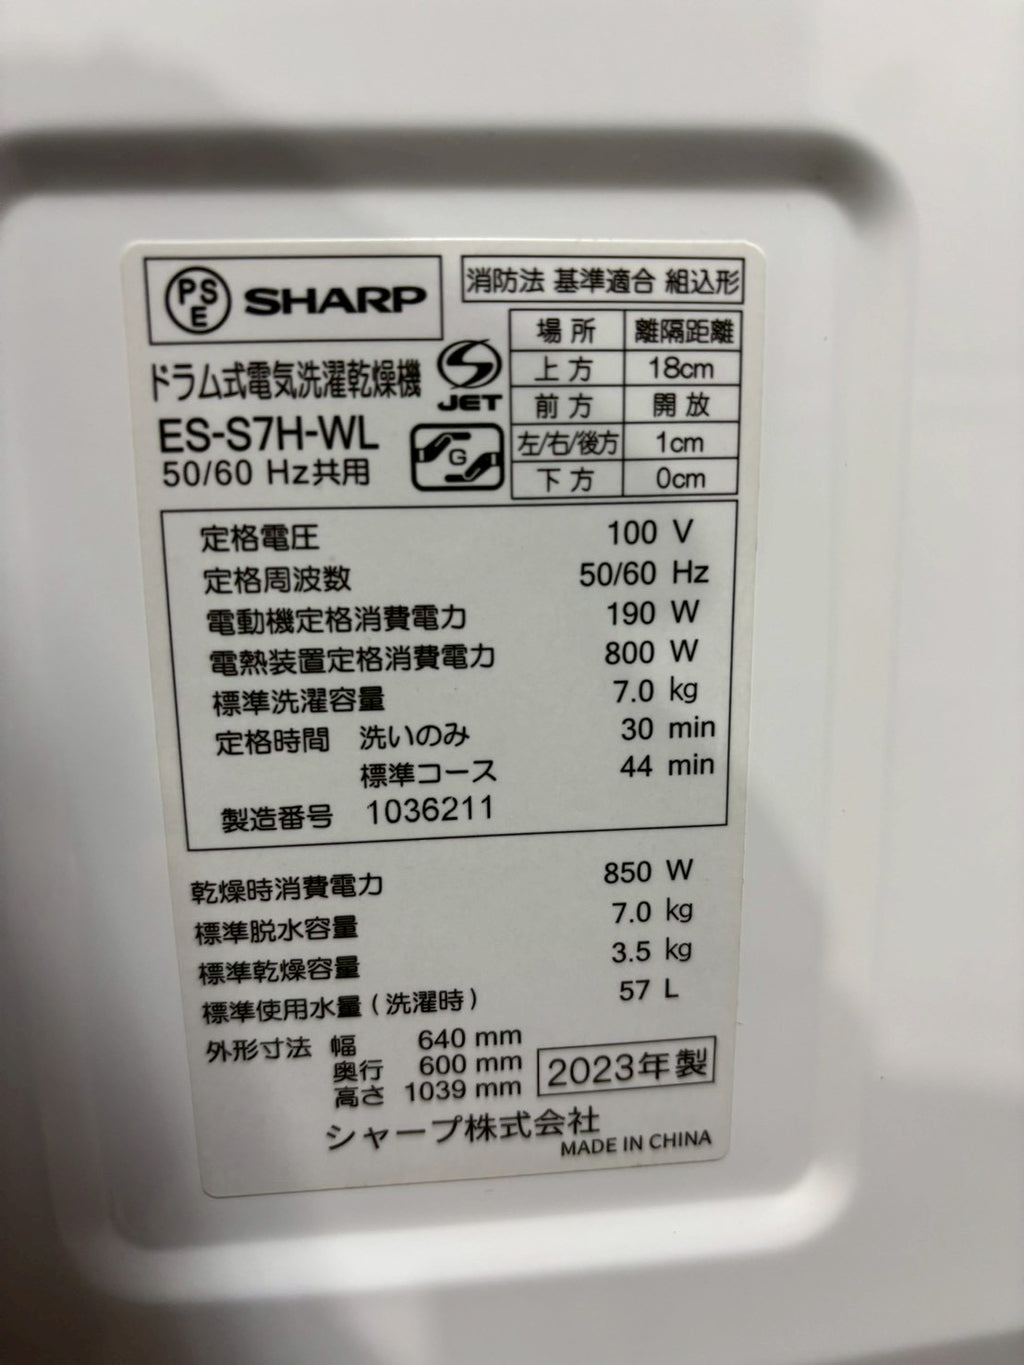 PSE SHARP
消防法 基準適合 組込形
場所 離隔距離
上方 18cm
前方 開放
左/右/後方 1cm
下方 0cm
ドラム式電気洗濯乾燥機
JET
ES-S7H-WL
50/60 Hz共用
G
定格電圧 100 V
定格周波数 50/60 Hz
電動機定格消費電力 190 W
電熱装置定格消費電力 800 W
標準洗濯容量 7.0 kg
定格時間 洗いのみ 30 min
標準コース 44 min
製造番号 1036211
乾燥時消費電力 850 W
標準脱水容量 7.0 kg
標準乾燥容量 3.5 kg
標準使用水量(洗濯時) 57 L
外形寸法 幅 640 mm
奥行 600 mm
高さ 1039 mm
2023年製
シャープ株式会社
MADE IN CHINA